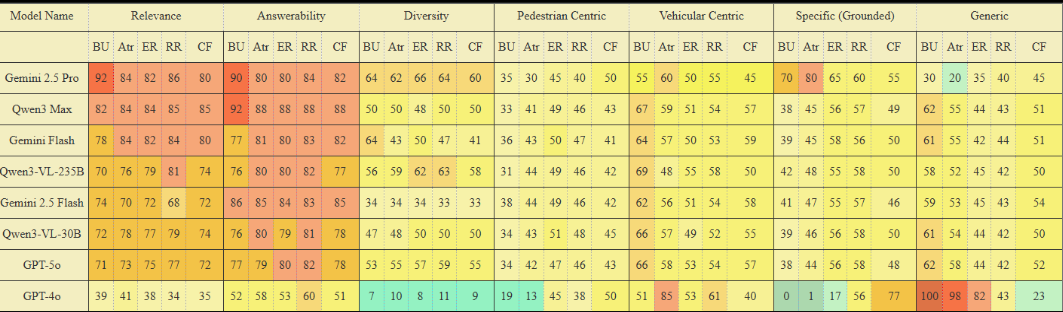 Model Name Relevance Answerability Diversity Pedestrian Centric Vehicular Centric Specific (Grounded) Generic
BU Atr ER RR CF BU Atr ER RR CF BU Atr ER RR CF BU Atr ER RR CF BU Atr ER RR CF BU Atr ER RR CF BU Atr ER RR CF
Gemini 2.5 Pro 92 84 82 86 80 90 80 80 84 82 64 62 66 64 60 35 30 45 40 50 55 60 50 55 45 70 80 65 60 55 30 20 35 40 45
Qwen3 Max 82 84 84 85 85 92 88 88 88 88 50 50 48 50 50 33 41 49 46 43 67 59 51 54 57 38 45 56 57 49 62 55 44 43 51
Gemini Flash 78 84 82 84 80 77 81 80 83 82 64 43 50 47 41 36 43 50 47 41 64 57 50 53 59 39 45 58 56 50 61 55 42 44 51
Qwen3-VL-235B 70 76 79 81 74 76 80 80 82 77 56 59 62 63 58 31 44 49 46 42 69 48 55 58 50 42 48 55 58 50 58 52 45 42 50
Gemini 2.5 Flash 74 70 72 68 72 86 85 84 83 85 34 34 34 33 33 38 44 49 46 42 62 56 51 54 58 41 47 55 57 46 59 53 45 43 54
Qwen3-VL-30B 72 78 77 79 74 76 80 79 81 78 47 48 50 50 50 34 43 51 48 45 66 57 49 52 55 39 46 56 58 50 61 54 44 42 50
GPT-5o 71 73 75 77 72 77 79 80 82 78 53 55 57 59 55 34 42 47 46 43 66 58 53 54 57 38 44 56 58 48 62 58 44 42 52
GPT-4o 39 41 38 34 35 52 58 53 60 51 7 10 8 11 9 19 13 45 38 50 51 85 53 61 40 0 1 17 56 77 100 98 82 43 23